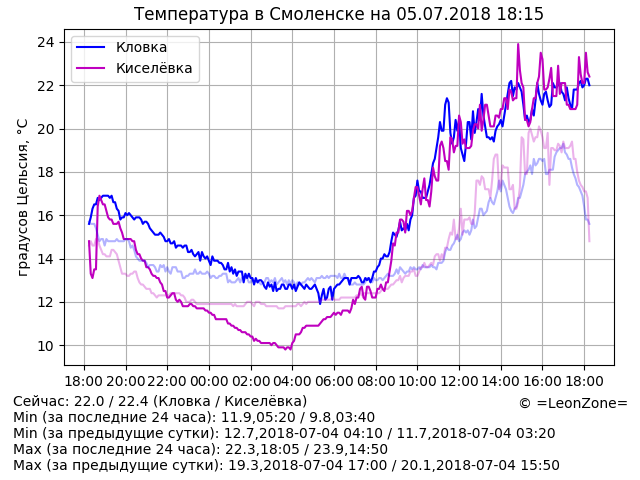 Температура в Смоленске на 05.07.2018 18:15
Кловка
Киселёвка
градусов Цельсия, °C
24
22
20
18
16
14
12
10
18:00 20:00 22:00 00:00 02:00 04:00 06:00 08:00 10:00 12:00 14:00 16:00 18:00
Сейчас: 22.0 / 22.4 (Кловка / Киселёвка)
© =LeonZone=
Min (за последние 24 часа): 11.9,05:20 / 9.8,03:40
Min (за предыдущие сутки): 12.7,2018-07-04 04:10 / 11.7,2018-07-04 03:20
Max (за последние 24 часа): 22.3,18:05 / 23.9,14:50
Max (за предыдущие сутки): 19.3,2018-07-04 17:00 / 20.1,2018-07-04 15:50